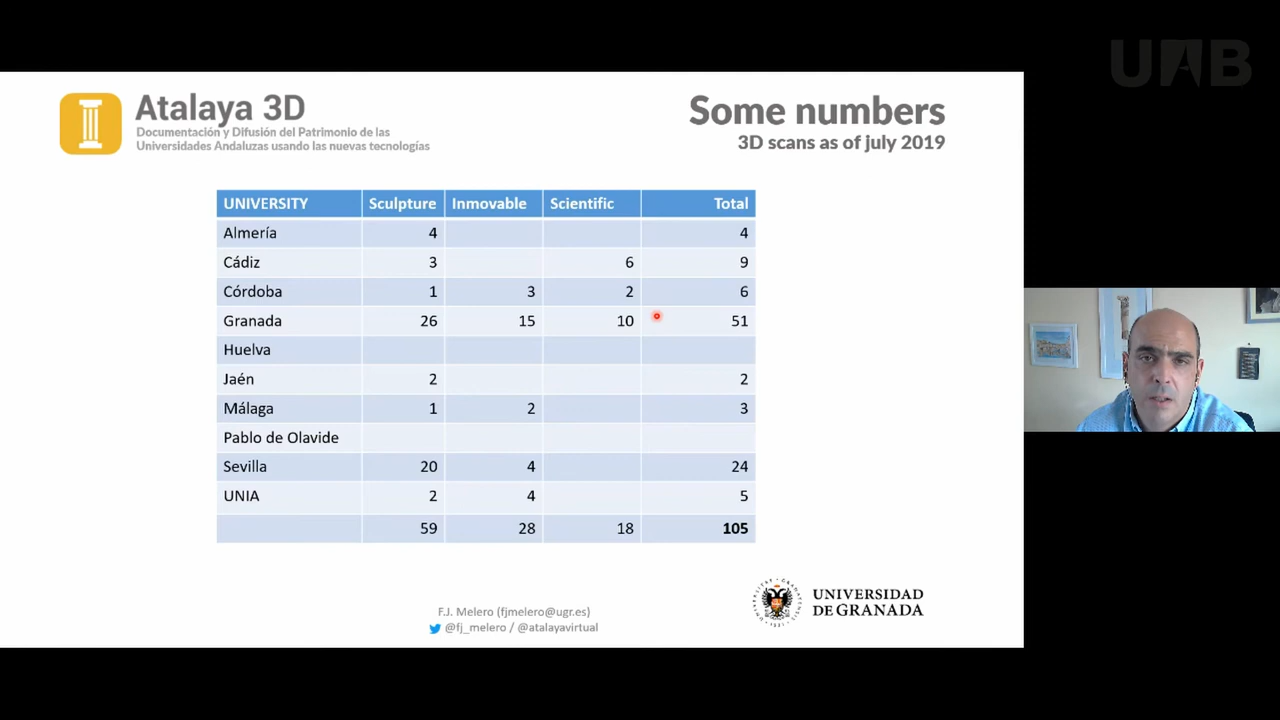 UAB
Atalaya 3D
Documentación y Difusión del Patrimonio de las
Universidades Andaluzas usando las nuevas tecnologías
Some numbers
3D scans as of july 2019
UNIVERSITY Sculpture Inmovable Scientific Total
Almería 4 4
Cádiz 3 6 9
Córdoba 1 3 2 6
Granada 26 15 10 51
Huelva
Jaén 2 2
Málaga 1 2 3
Pablo de Olavide
Sevilla 20 4 24
UNIA 2 4 5
59 28 18 105
F.J. Melero (fjmelero@ugr.es)
@fj_melero / @atalayavirtual
UNIVERSIDAD
DE GRANADA